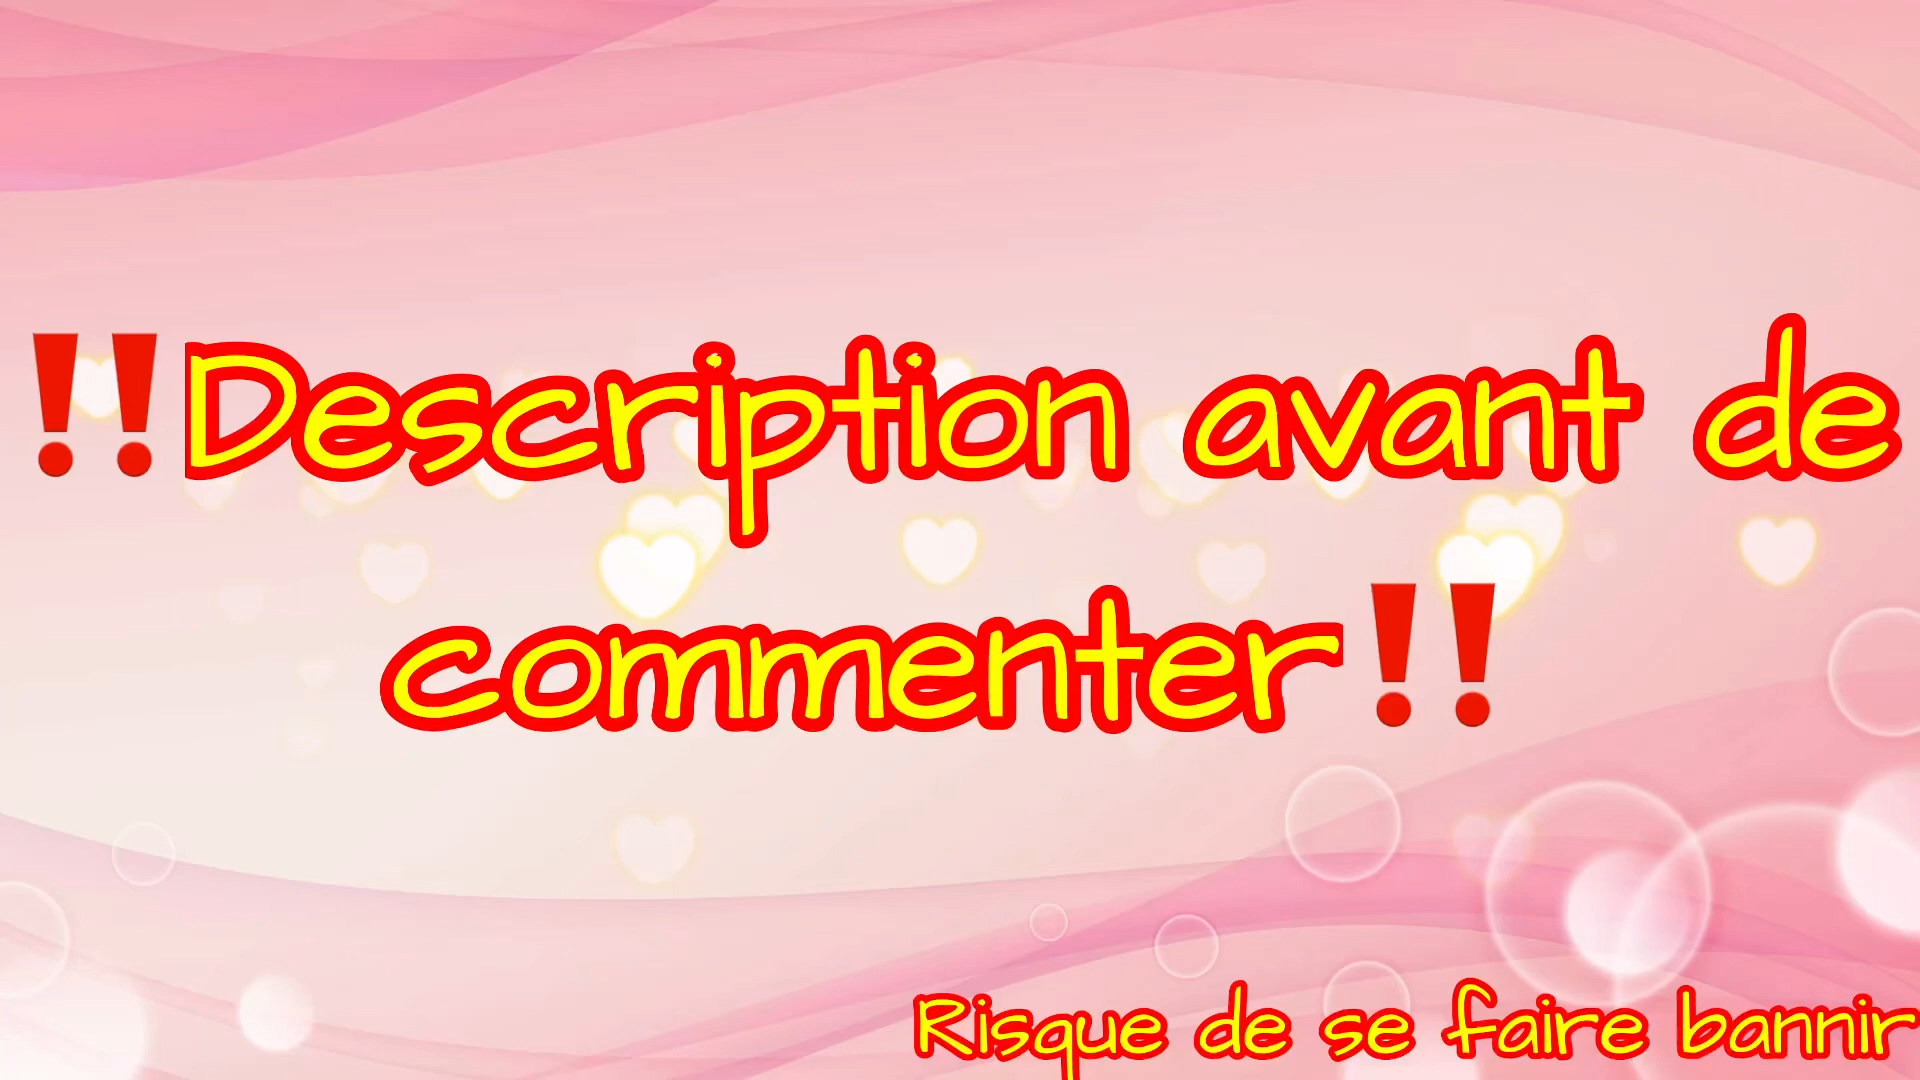 ‼️Description avant de
commenter‼️
Risque de se faire bannir